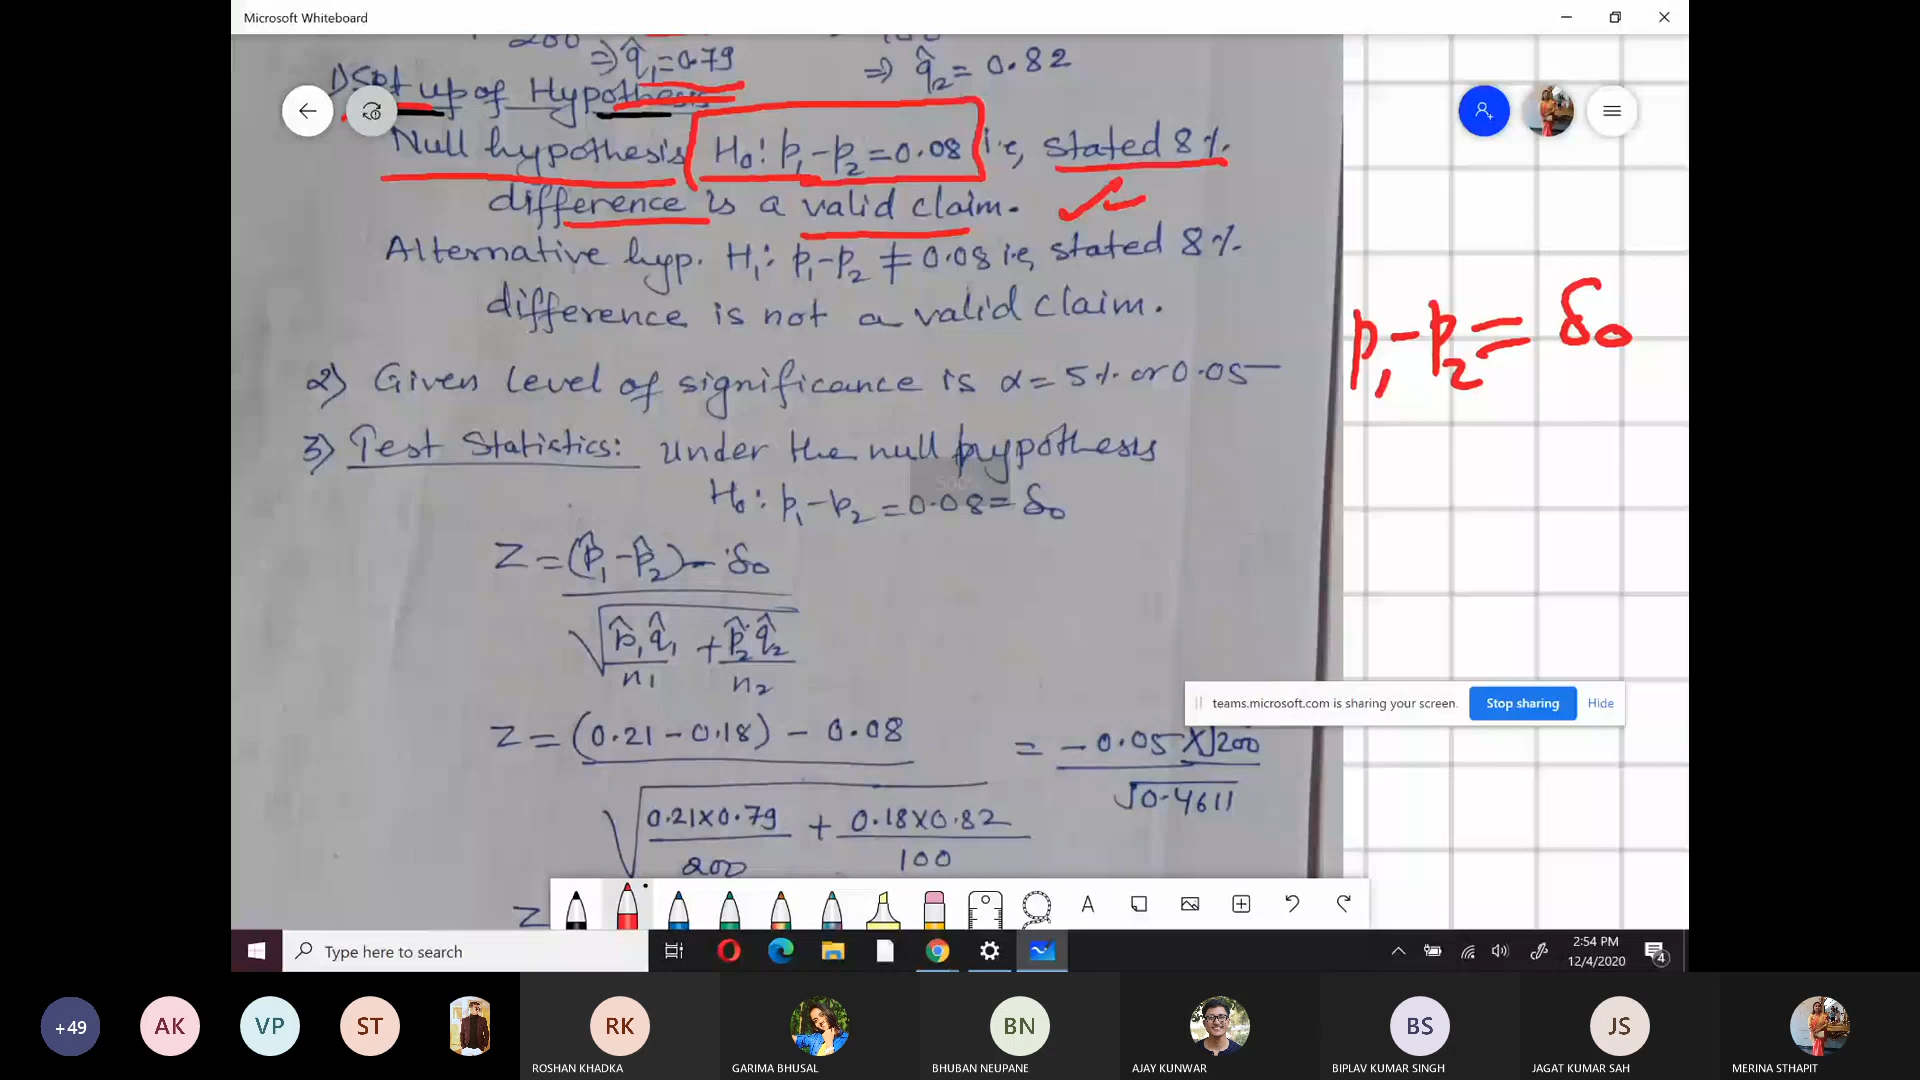 Microsoft Whiteboard
200 ⇒ q̂₁=0.79
⇒ q̂₂= 0.82
1) Set up of Hypothesis
Null hypothesis H₀: p₁-p₂=0.08 i.e, stated 8%
difference is a valid claim.
Alternative hyp. H₁: p₁-p₂ ≠ 0.08 i.e, stated 8%
difference is not a valid claim.
p₁-p₂= δ₀
2) Given level of significance is α= 5% or 0.05
3) Test Statistics: Under the null hypothesis
H₀: p₁-p₂ =0.08= δ₀
Z = (p̂₁-p̂₂)- δ₀
√ p̂₁q̂₁ + p̂₂q̂₂
n₁ n₂
teams.microsoft.com is sharing your screen. Stop sharing Hide
Z = (0.21-0.18) - 0.08 = -0.05×√200
√0.4611
√ 0.21×0.79 + 0.18×0.82
200 100
Z
A
Type here to search
2:54 PM
12/4/2020
4
+49 AK VP ST RK BN BS JS
ROSHAN KHADKA GARIMA BHUSAL BHUBAN NEUPANE AJAY KUNWAR BIPLAV KUMAR SINGH JAGAT KUMAR SAH MERINA STHAPIT